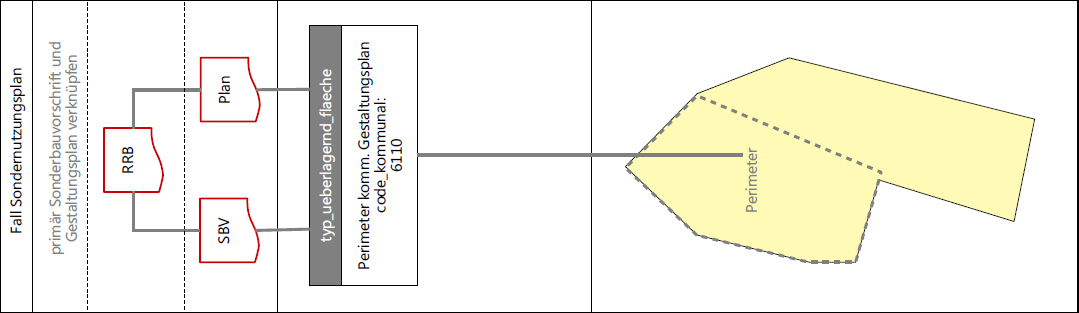 Fall Sondernutzungsplan
primär Sonderbauvorschrift und
Gestaltungsplan verknüpfen
RRB
Plan
SBV
typ_ueberlagernd_flaeche
Perimeter komm. Gestaltungsplan
code_kommunal:
6110
Perimeter